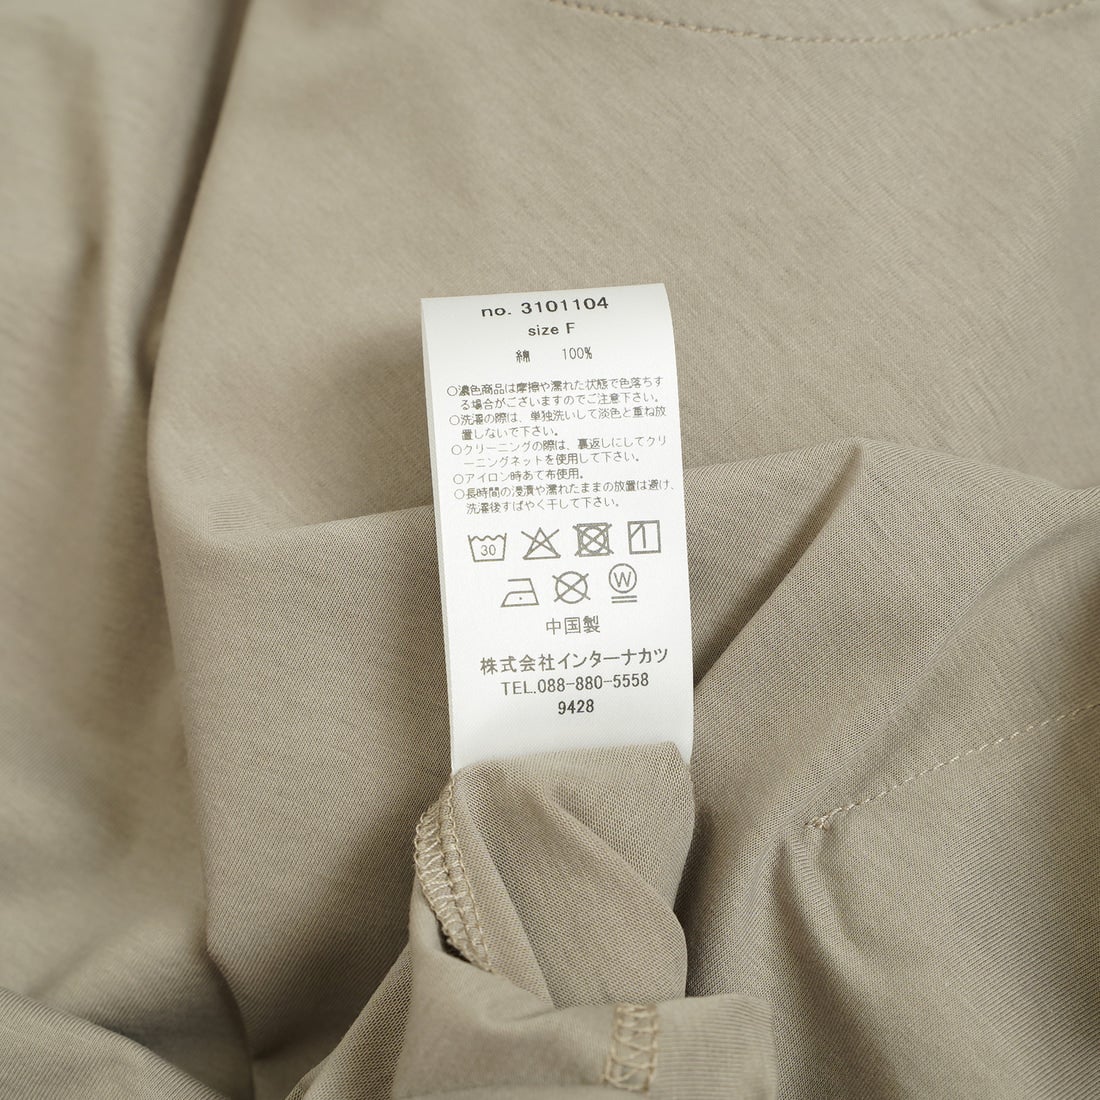 no. 3101104
size F
綿 100%
○濃色商品は摩擦や濡れた状態で色落ちす
る場合がございますのでご注意下さい。
○洗濯の際は、単独洗いして淡色と重ね放
置しないで下さい。
○クリーニングの際は、裏返しにしてクリ
ーニングネットを使用して下さい。
○アイロン時あて布使用。
○長時間の浸漬や濡れたままの放置は避け、
洗濯後すばやく干して下さい。
30
W
中国製
株式会社インターナカツ
TEL.088-880-5558
9428